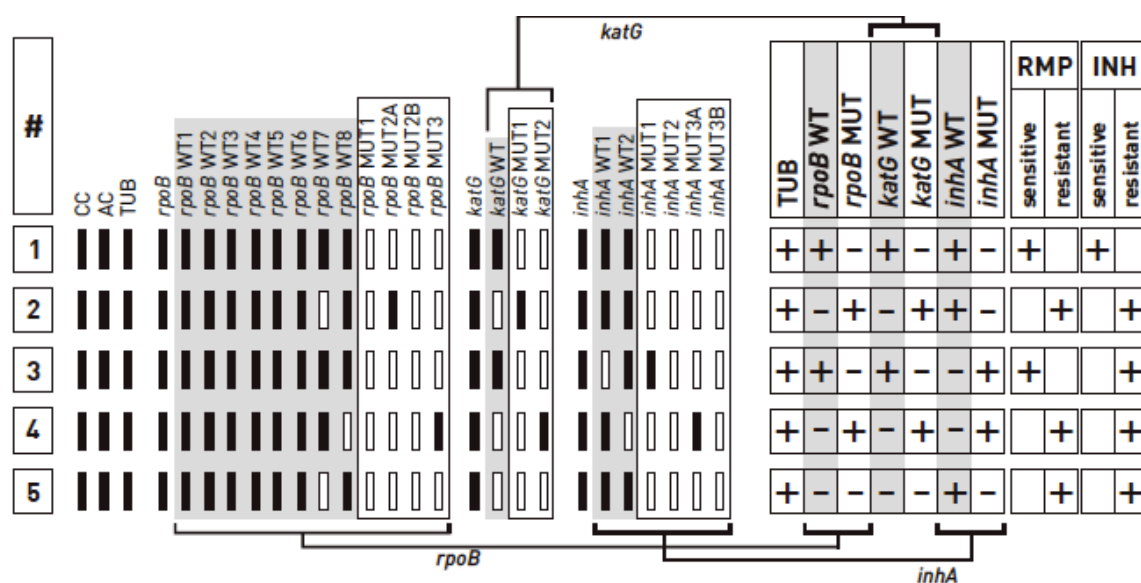 katG
#
CC
AC
TUB
rpoB
rpoB WT1
rpoB WT2
rpoB WT3
rpoB WT4
rpoB WT5
rpoB WT6
rpoB WT7
rpoB WT8
rpoB MUT1
rpoB MUT2A
rpoB MUT2B
rpoB MUT3
katG
katG WT
katG MUT1
katG MUT2
inhA
inhA WT1
inhA WT2
inhA MUT1
inhA MUT2
inhA MUT3A
inhA MUT3B
TUB
rpoB WT
rpoB MUT
katG WT
katG MUT
inhA WT
inhA MUT
RMP INH
sensitive
resistant
sensitive
resistant
1 + + − + − + − + +
2 + − + − + + − + +
3 + + − + − − + + +
4 + − + − + − + + +
5 + − − − − + − + +
rpoB
inhA